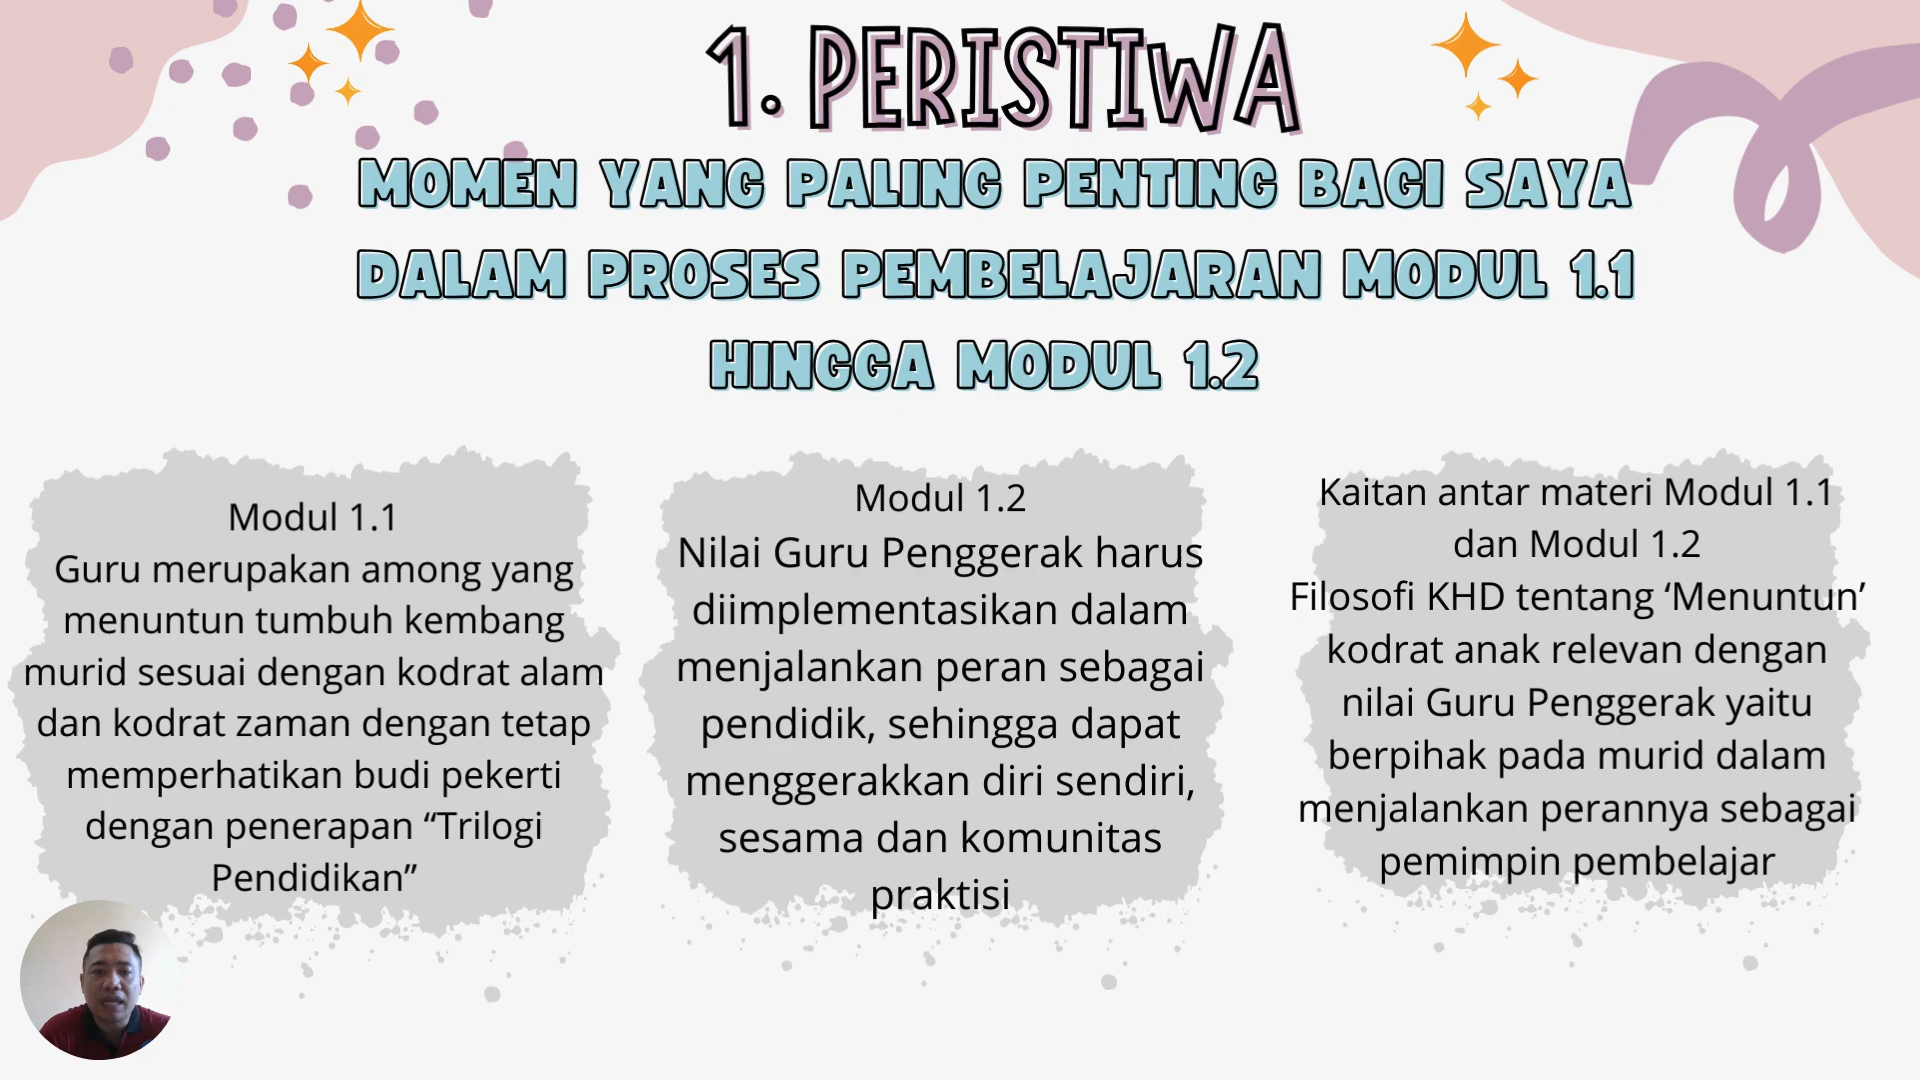 1. PERISTIWA
MOMEN YANG PALING PENTING BAGI SAYA
DALAM PROSES PEMBELAJARAN MODUL 1.1
HINGGA MODUL 1.2
Modul 1.1
Guru merupakan among yang
menuntun tumbuh kembang
murid sesuai dengan kodrat alam
dan kodrat zaman dengan tetap
memperhatikan budi pekerti
dengan penerapan “Trilogi
Pendidikan”
Modul 1.2
Nilai Guru Penggerak harus
diimplementasikan dalam
menjalankan peran sebagai
pendidik, sehingga dapat
menggerakkan diri sendiri,
sesama dan komunitas
praktisi
Kaitan antar materi Modul 1.1
dan Modul 1.2
Filosofi KHD tentang ‘Menuntun’
kodrat anak relevan dengan
nilai Guru Penggerak yaitu
berpihak pada murid dalam
menjalankan perannya sebagai
pemimpin pembelajar